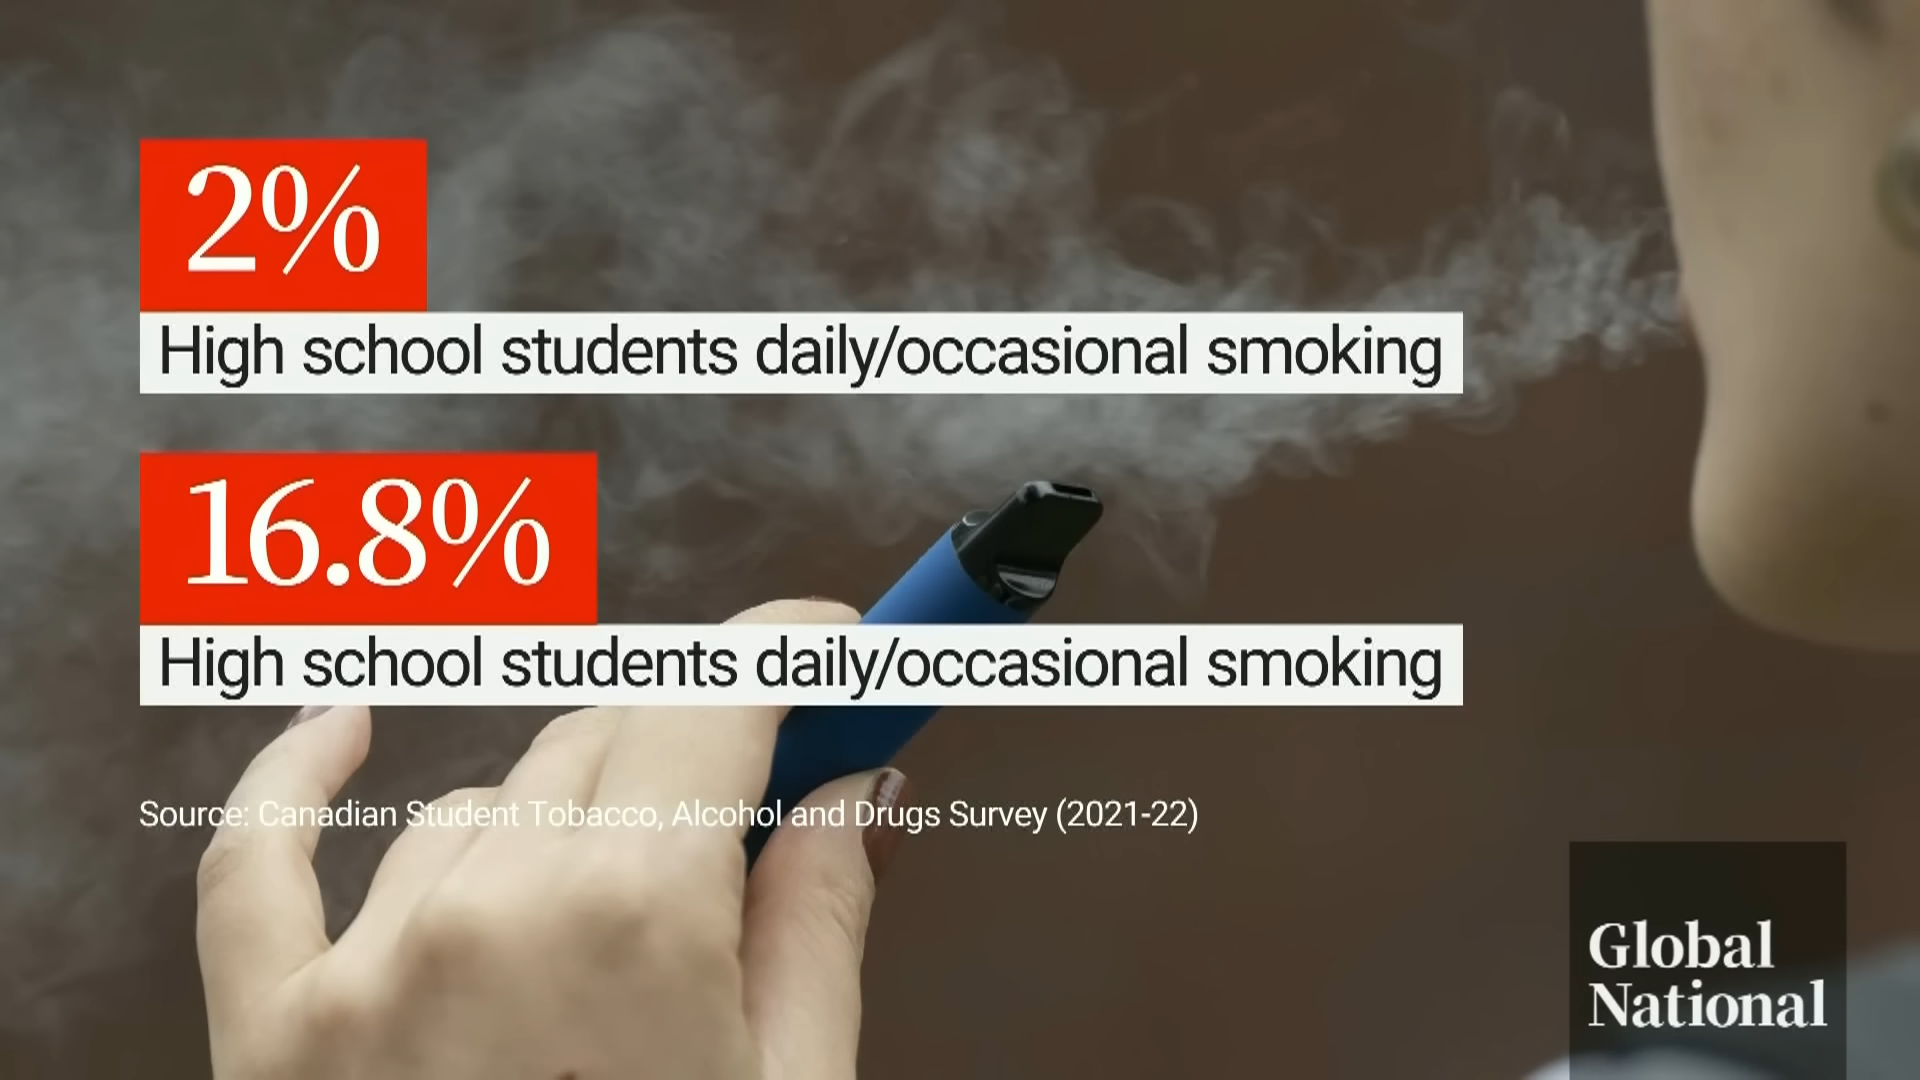 2%
High school students daily/occasional smoking
16.8%
High school students daily/occasional smoking
Source: Canadian Student Tobacco, Alcohol and Drugs Survey (2021-22)
Global
National